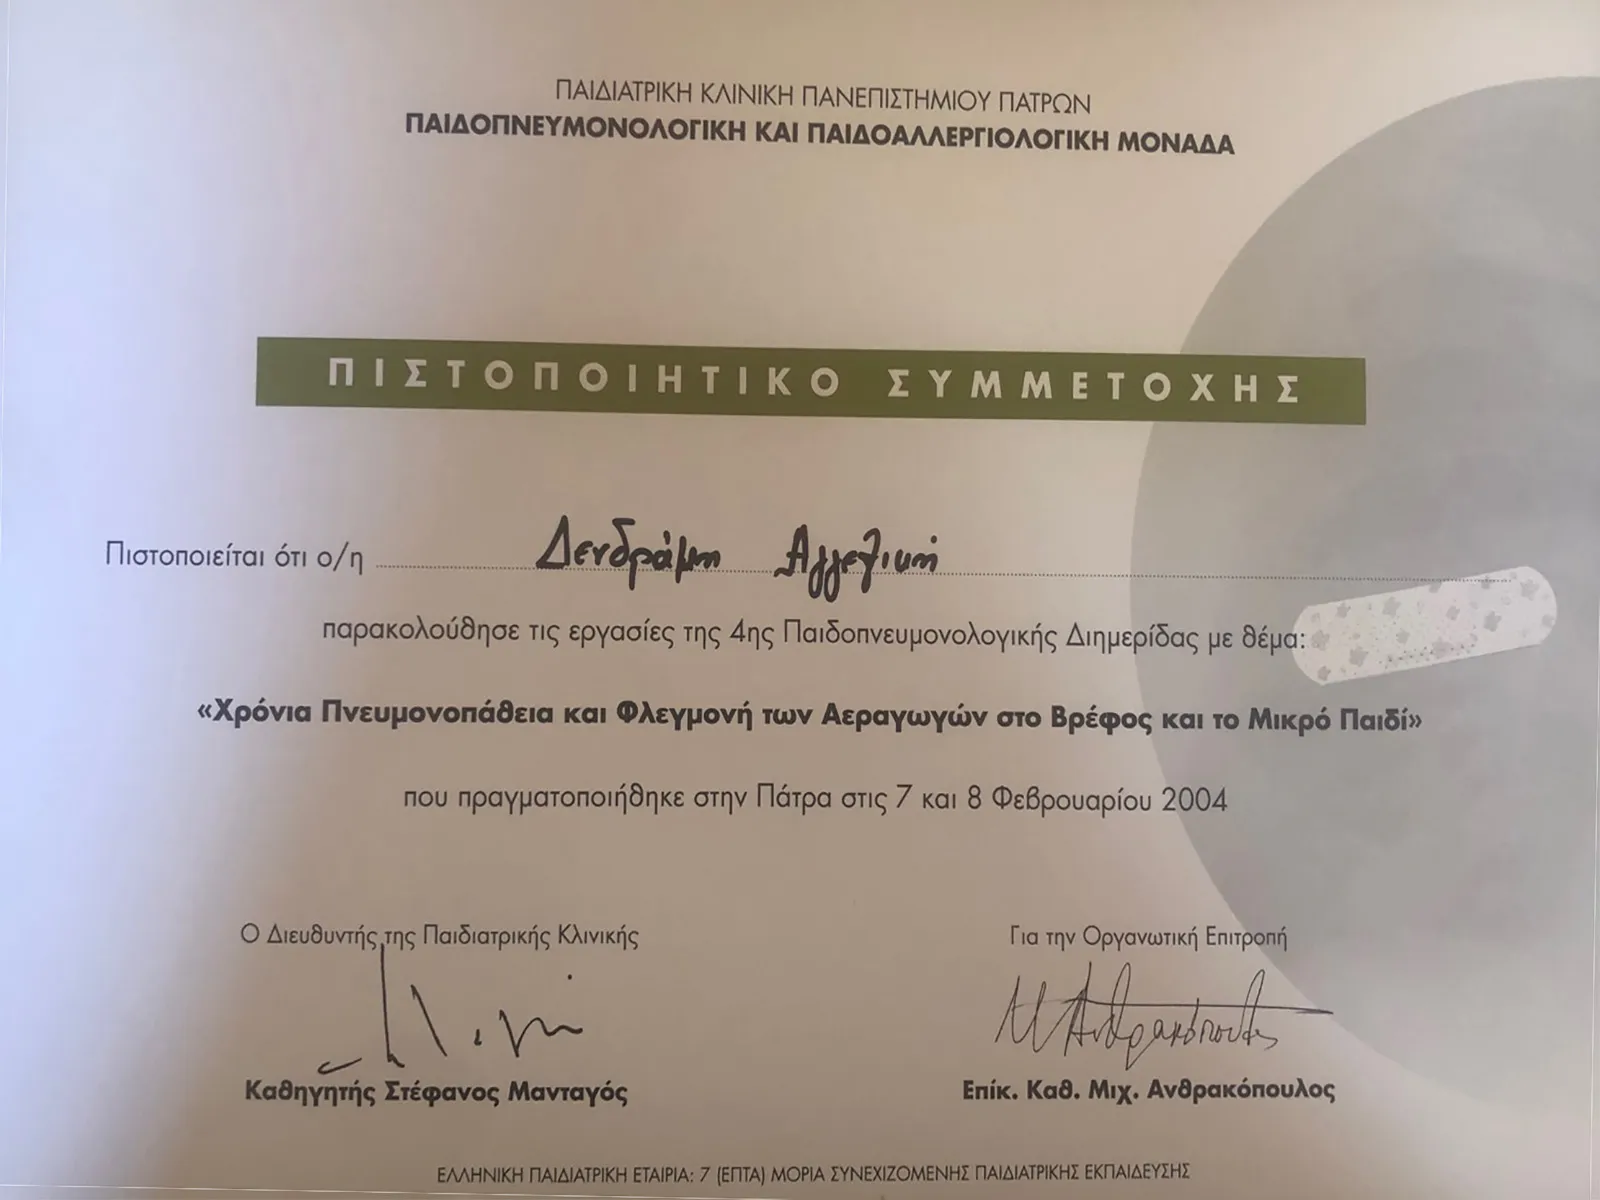 ΠΑΙΔΙΑΤΡΙΚΗ ΚΛΙΝΙΚΗ ΠΑΝΕΠΙΣΤΗΜΙΟΥ ΠΑΤΡΩΝ
ΠΑΙΔΟΠΝΕΥΜΟΝΟΛΟΓΙΚΗ ΚΑΙ ΠΑΙΔΟΑΛΛΕΡΓΙΟΛΟΓΙΚΗ ΜΟΝΑΔΑ
ΠΙΣΤΟΠΟΙΗΤΙΚΟ ΣΥΜΜΕΤΟΧΗΣ
Πιστοποιείται ότι ο/η Δενδράμη Αγγελική
παρακολούθησε τις εργασίες της 4ης Παιδοπνευμονολογικής Διημερίδας με θέμα:
«Χρόνια Πνευμονοπάθεια και Φλεγμονή των Αεραγωγών στο Βρέφος και το Μικρό Παιδί»
που πραγματοποιήθηκε στην Πάτρα στις 7 και 8 Φεβρουαρίου 2004
Ο Διευθυντής της Παιδιατρικής Κλινικής
Για την Οργανωτική Επιτροπή
Μ Ανθρακόπουλος
Καθηγητής Στέφανος Μανταγός
Επίκ. Καθ. Μιχ. Ανθρακόπουλος
ΕΛΛΗΝΙΚΗ ΠΑΙΔΙΑΤΡΙΚΗ ΕΤΑΙΡΙΑ: 7 (ΕΠΤΑ) ΜΟΡΙΑ ΣΥΝΕΧΙΖΟΜΕΝΗΣ ΠΑΙΔΙΑΤΡΙΚΗΣ ΕΚΠΑΙΔΕΥΣΗΣ